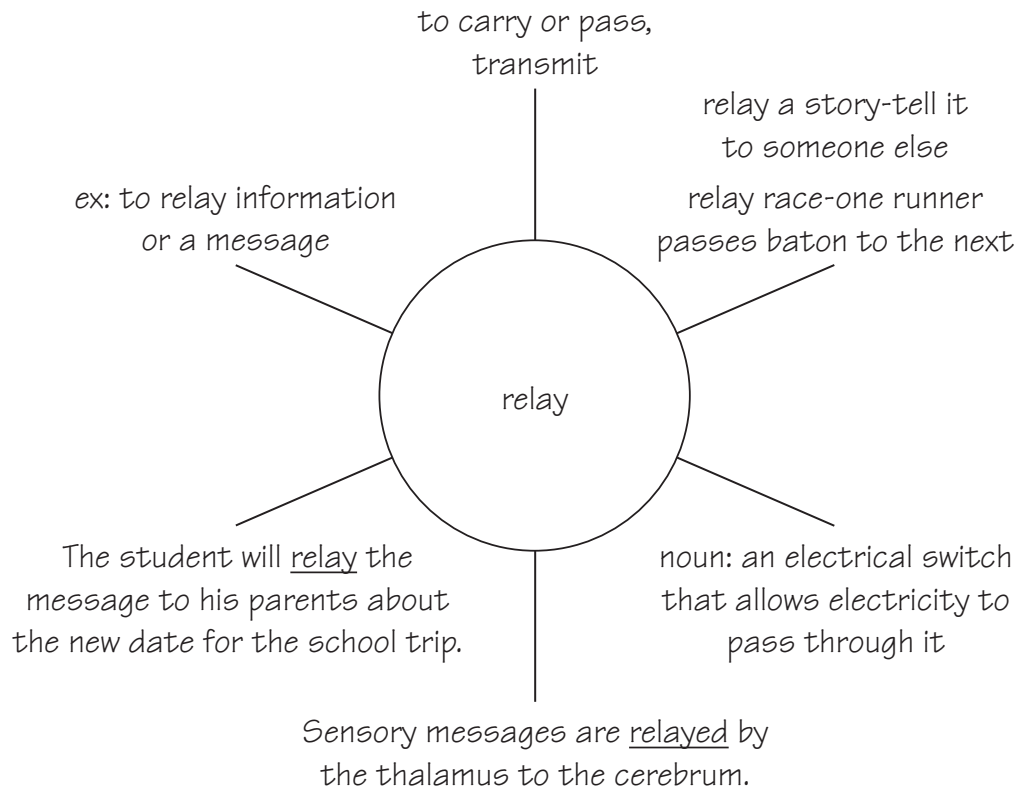 to carry or pass,
transmit
relay a story-tell it
to someone else
ex: to relay information
or a message
relay race-one runner
passes baton to the next
relay
The student will relay the
message to his parents about
the new date for the school trip.
noun: an electrical switch
that allows electricity to
pass through it
Sensory messages are relayed by
the thalamus to the cerebrum.